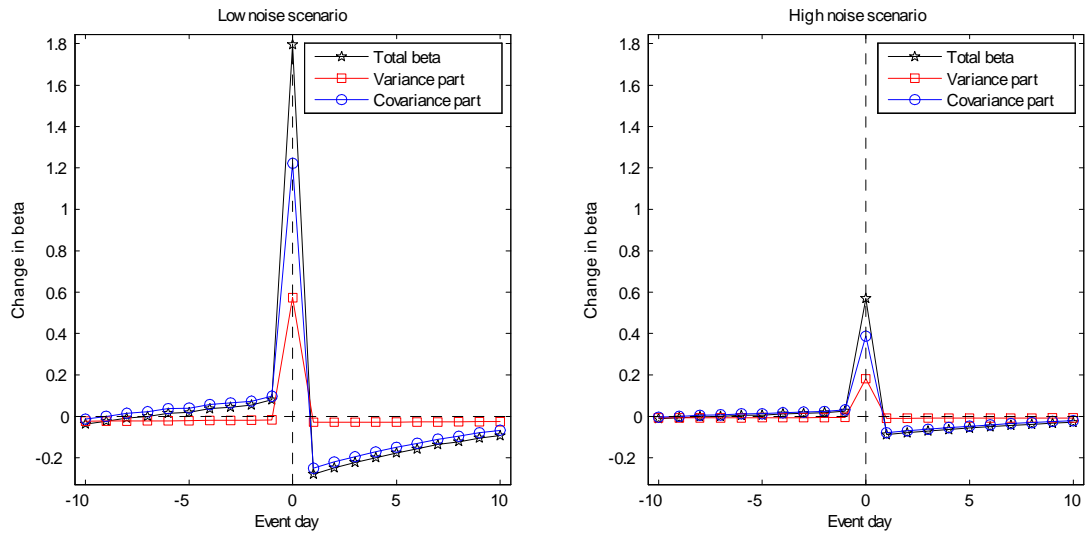 Low noise scenario
1.8
1.6
1.4
1.2
1
0.8
0.6
0.4
0.2
0
-0.2
-10
-5
0
5
10
Change in beta
Event day
Total beta
Variance part
Covariance part
High noise scenario
1.8
1.6
1.4
1.2
1
0.8
0.6
0.4
0.2
0
-0.2
-10
-5
0
5
10
Change in beta
Event day
Total beta
Variance part
Covariance part